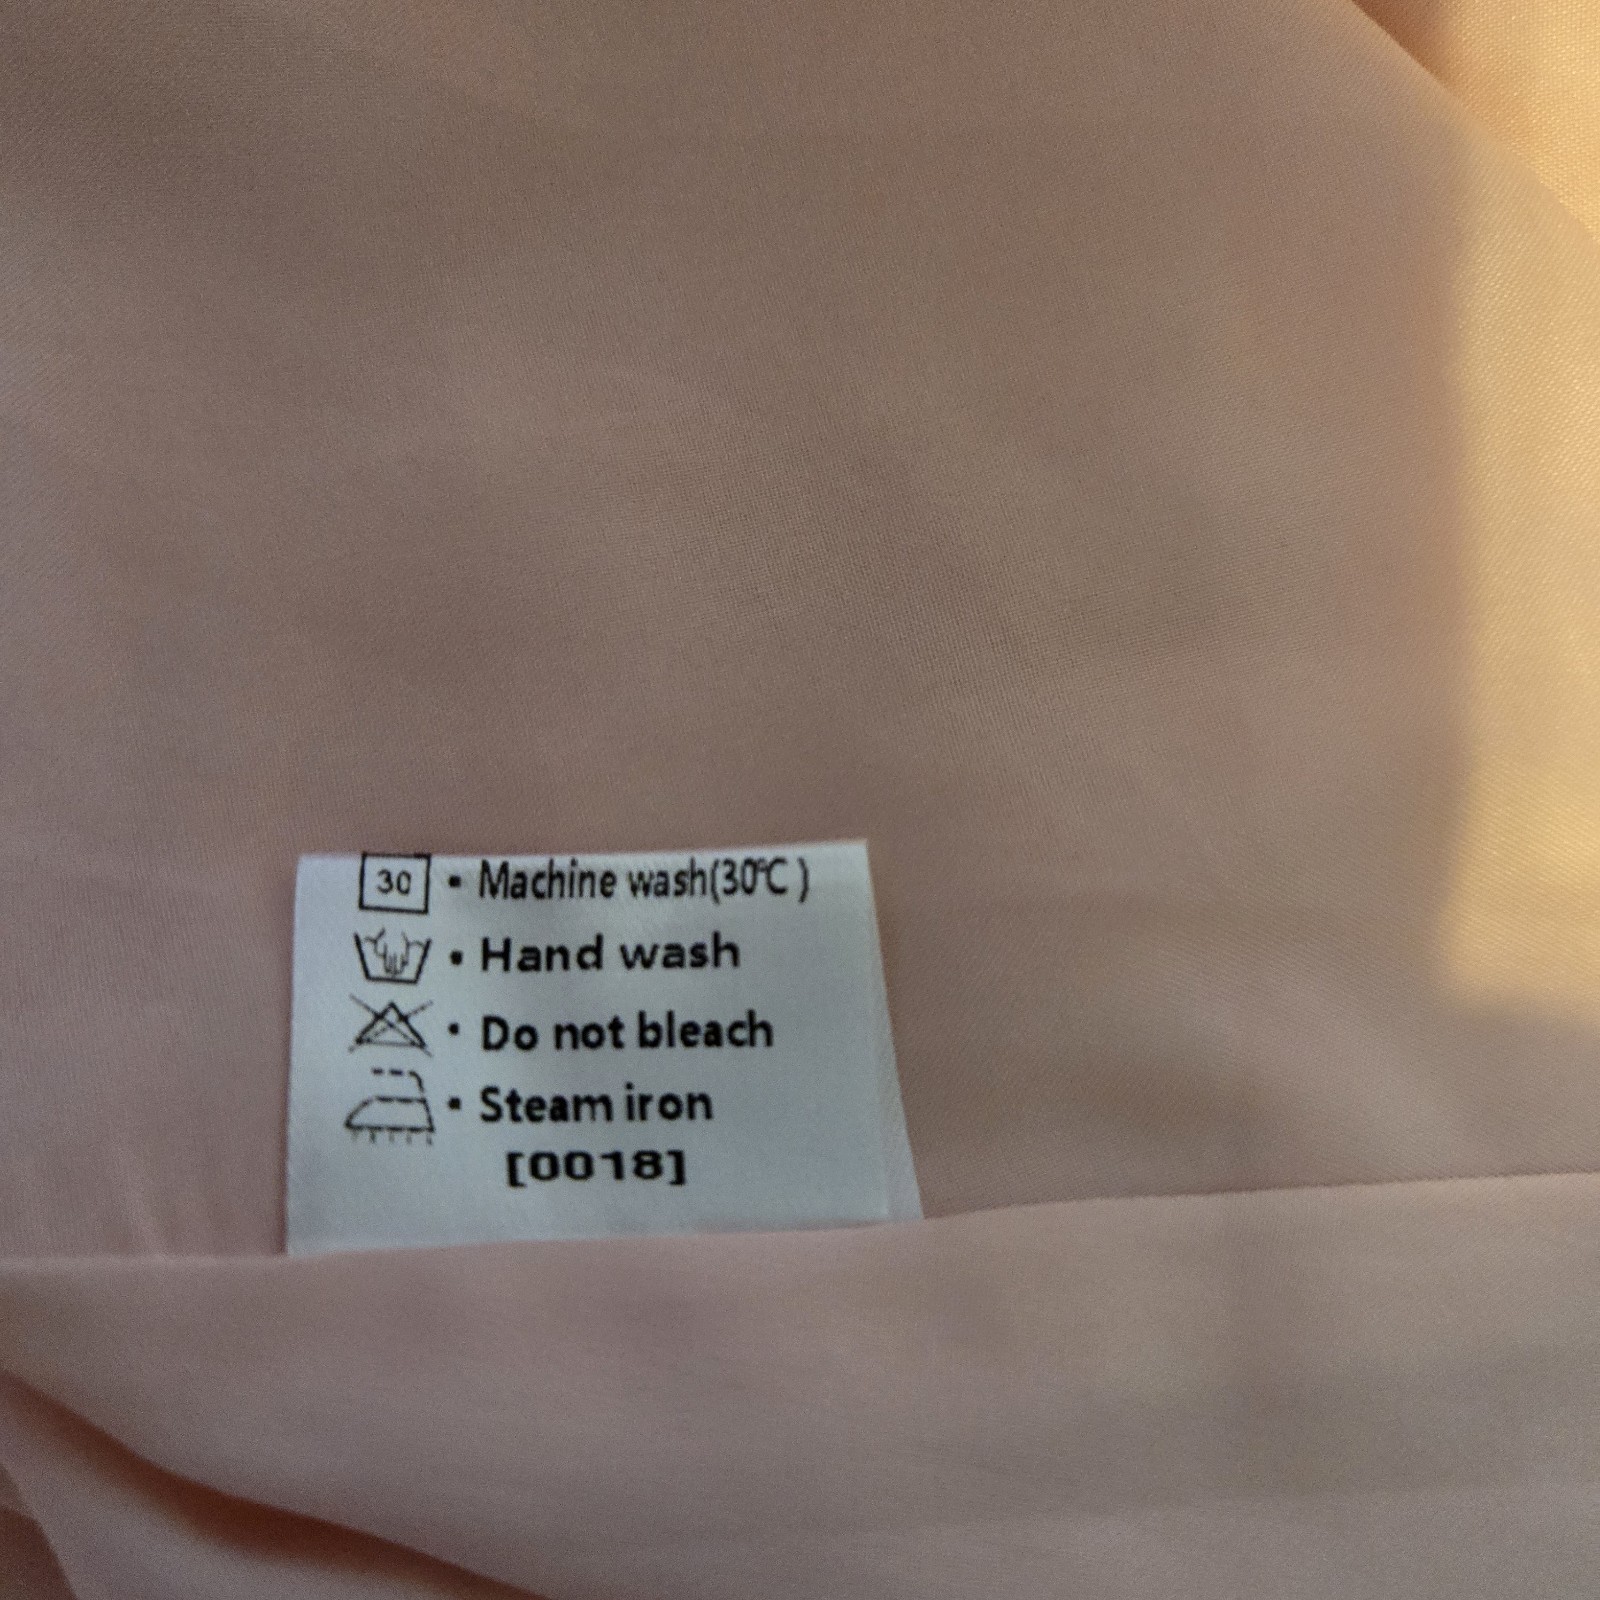 30 • Machine wash(30℃ )
• Hand wash
• Do not bleach
• Steam iron
[0018]